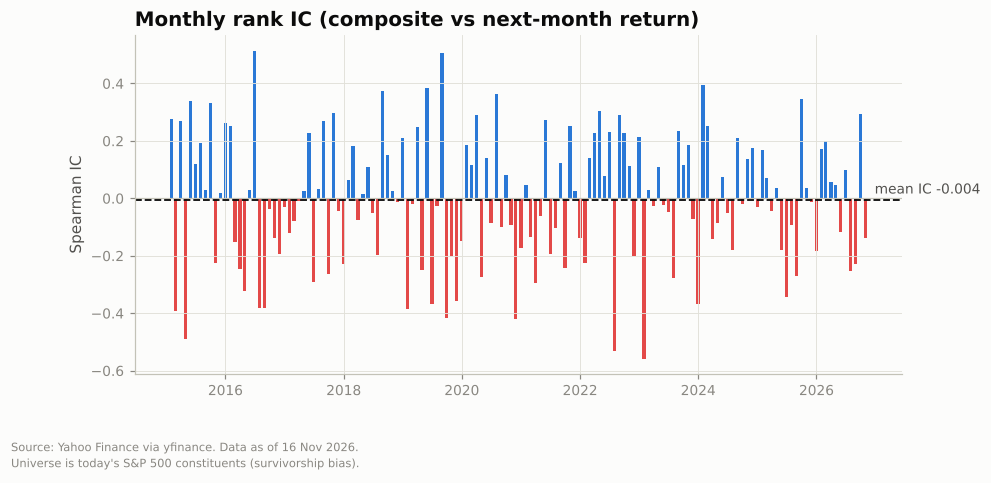 Monthly rank IC (composite vs next-month return)
0.4
0.2
0.0
−0.2
−0.4
−0.6
Spearman IC
mean IC -0.004
2016
2018
2020
2022
2024
2026
Source: Yahoo Finance via yfinance. Data as of 16 Nov 2026.
Universe is today's S&P 500 constituents (survivorship bias).